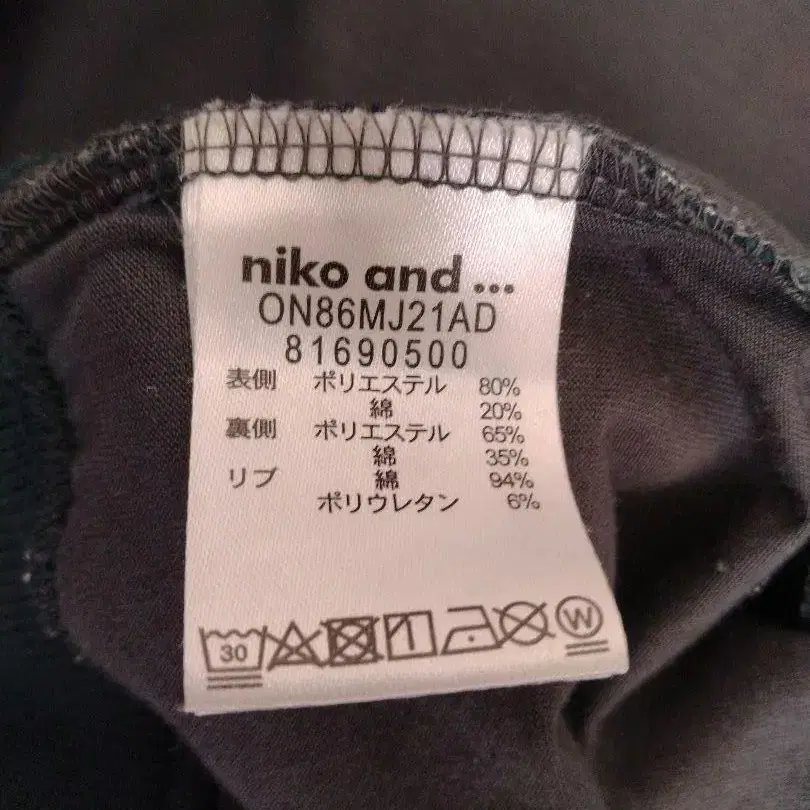 niko and ...
ON86MJ21AD
81690500
表側 ポリエステル 80%
綿 20%
裏側 ポリエステル 65%
綿 35%
リブ 綿 94%
ポリウレタン 6%
30 W